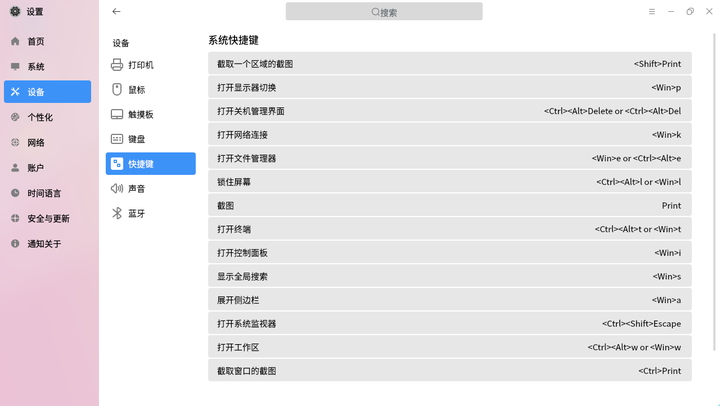 设置
搜索
首页
系统
设备
个性化
网络
账户
时间语言
安全与更新
通知关于
设备
打印机
鼠标
触摸板
键盘
快捷键
声音
蓝牙
系统快捷键
截取一个区域的截图 <Shift>Print
打开显示器切换 <Win>p
打开关机管理界面 <Ctrl><Alt>Delete or <Ctrl><Alt>Del
打开网络连接 <Win>k
打开文件管理器 <Win>e or <Ctrl><Alt>e
锁住屏幕 <Ctrl><Alt>l or <Win>l
截图 Print
打开终端 <Ctrl><Alt>t or <Win>t
打开控制面板 <Win>i
显示全局搜索 <Win>s
展开侧边栏 <Win>a
打开系统监视器 <Ctrl><Shift>Escape
打开工作区 <Ctrl><Alt>w or <Win>w
截取窗口的截图 <Ctrl>Print